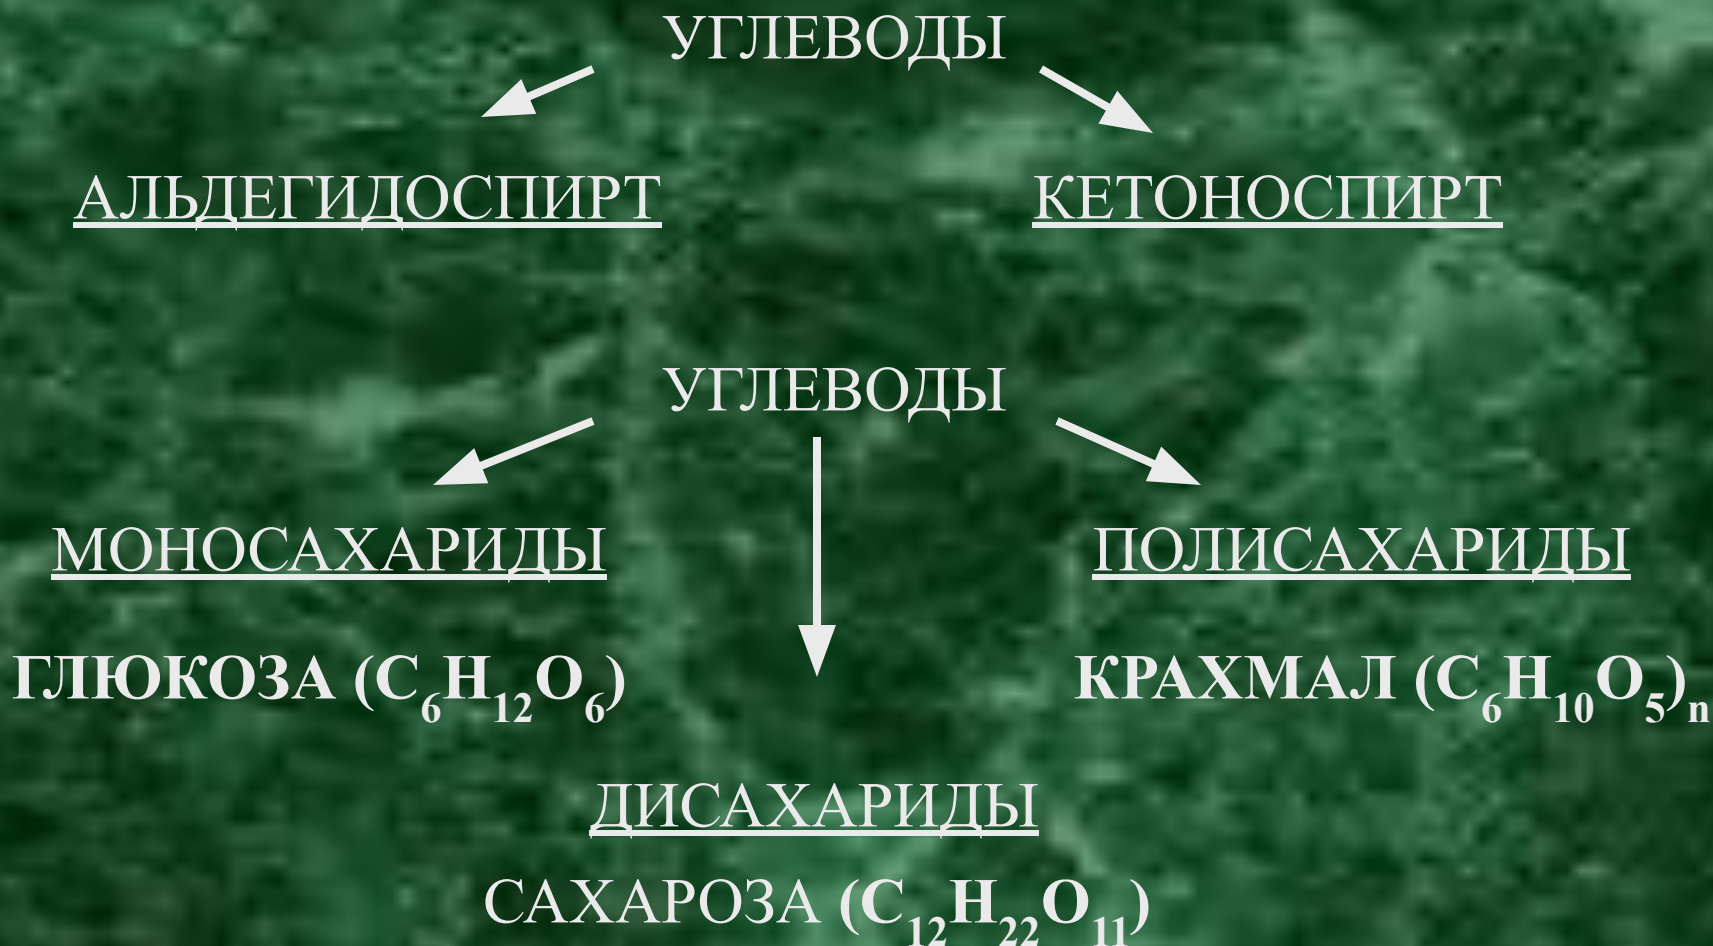 УГЛЕВОДЫ
АЛЬДЕГИДОСПИРТ КЕТОНОСПИРТ
УГЛЕВОДЫ
МОНОСАХАРИДЫ ПОЛИСАХАРИДЫ
ГЛЮКОЗА (C₆H₁₂O₆) КРАХМАЛ (C₆H₁₀O₅)ₙ
ДИСАХАРИДЫ
САХАРОЗА (C₁₂H₂₂O₁₁)